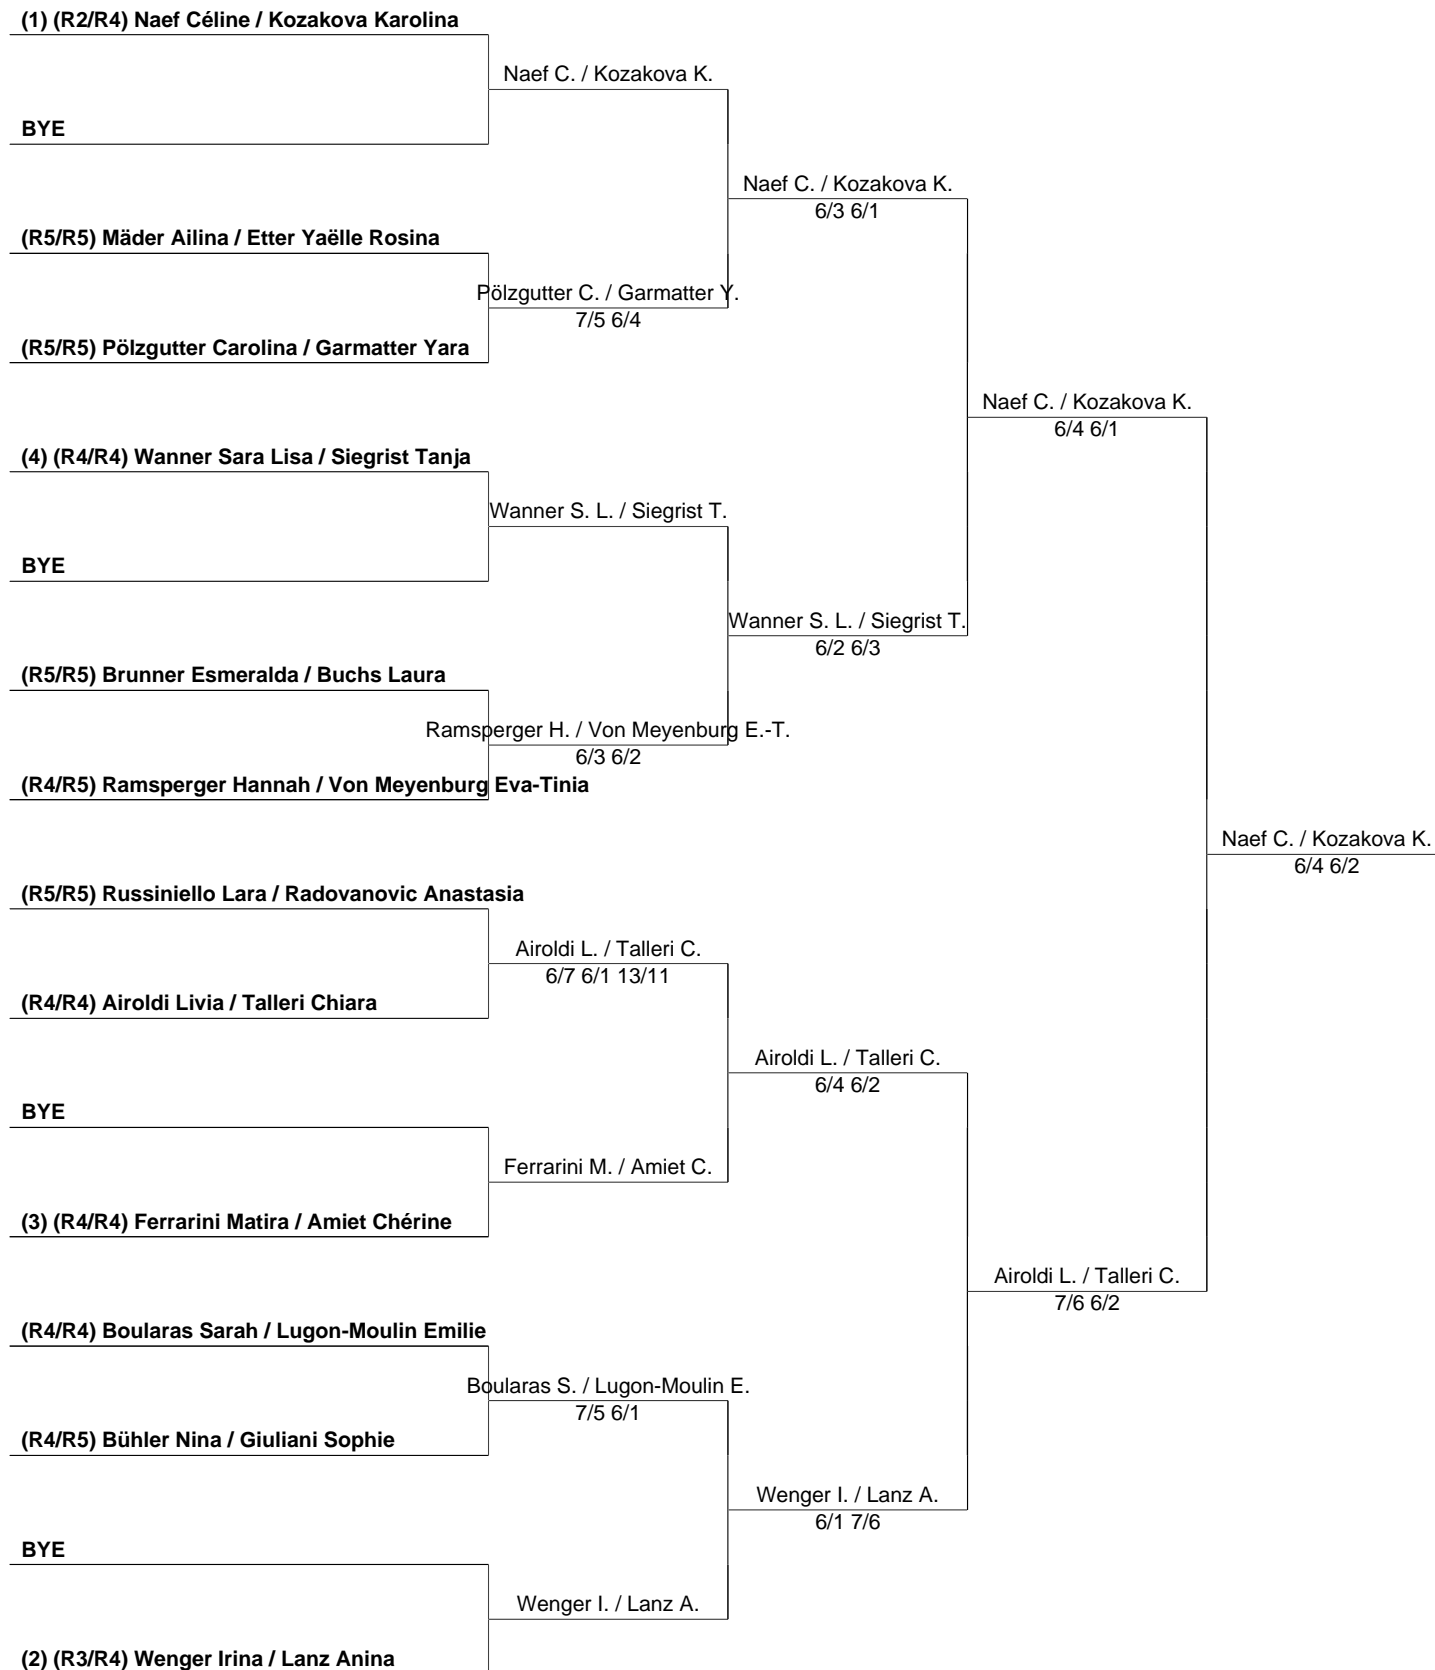 (1) (R2/R4) Naef Céline / Kozakova Karolina
Naef C. / Kozakova K.
BYE
Naef C. / Kozakova K.
6/3 6/1
(R5/R5) Mäder Ailina / Etter Yaëlle Rosina
Pölzgutter C. / Garmatter Y.
7/5 6/4
(R5/R5) Pölzgutter Carolina / Garmatter Yara
Naef C. / Kozakova K.
6/4 6/1
(4) (R4/R4) Wanner Sara Lisa / Siegrist Tanja
Wanner S. L. / Siegrist T.
BYE
Wanner S. L. / Siegrist T.
6/2 6/3
(R5/R5) Brunner Esmeralda / Buchs Laura
Ramsperger H. / Von Meyenburg E.-T.
6/3 6/2
(R4/R5) Ramsperger Hannah / Von Meyenburg Eva-Tinia
Naef C. / Kozakova K.
6/4 6/2
(R5/R5) Russiniello Lara / Radovanovic Anastasia
Airoldi L. / Talleri C.
6/7 6/1 13/11
(R4/R4) Airoldi Livia / Talleri Chiara
Airoldi L. / Talleri C.
6/4 6/2
BYE
Ferrarini M. / Amiet C.
(3) (R4/R4) Ferrarini Matira / Amiet Chérine
Airoldi L. / Talleri C.
7/6 6/2
(R4/R4) Boularas Sarah / Lugon-Moulin Emilie
Boularas S. / Lugon-Moulin E.
7/5 6/1
(R4/R5) Bühler Nina / Giuliani Sophie
Wenger I. / Lanz A.
6/1 7/6
BYE
Wenger I. / Lanz A.
(2) (R3/R4) Wenger Irina / Lanz Anina